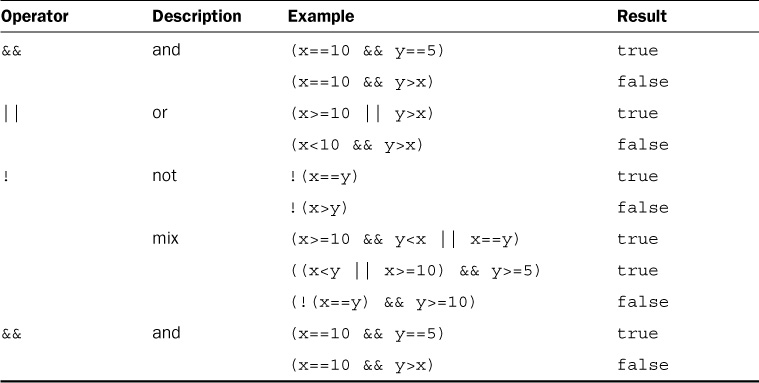 Operator Description Example Result
&& and (x==10 && y==5) true
(x==10 && y>x) false
|| or (x>=10 || y>x) true
(x<10 && y>x) false
! not !(x==y) true
!(x>y) false
mix (x>=10 && y<x || x==y) true
((x<y || x>=10) && y>=5) true
(!(x==y) && y>=10) false
&& and (x==10 && y==5) true
(x==10 && y>x) false